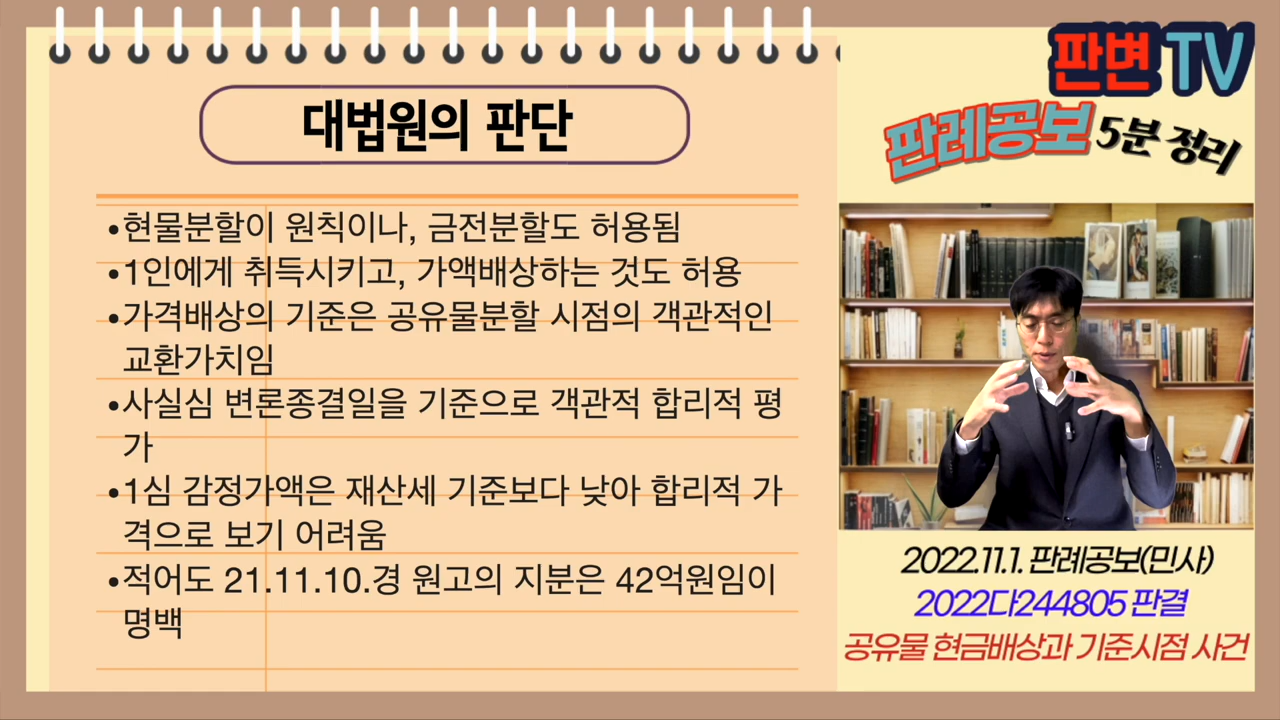 대법원의 판단
•현물분할이 원칙이나, 금전분할도 허용됨
•1인에게 취득시키고, 가액배상하는 것도 허용
•가격배상의 기준은 공유물분할 시점의 객관적인
교환가치임
•사실심 변론종결일을 기준으로 객관적 합리적 평
가
•1심 감정가액은 재산세 기준보다 낮아 합리적 가
격으로 보기 어려움
•적어도 21.11.10.경 원고의 지분은 42억원임이
명백
판변 TV
판례공보 5분 정리
2022.11.1. 판례공보(민사)
2022다244805 판결
공유물 현금배상과 기준시점 사건